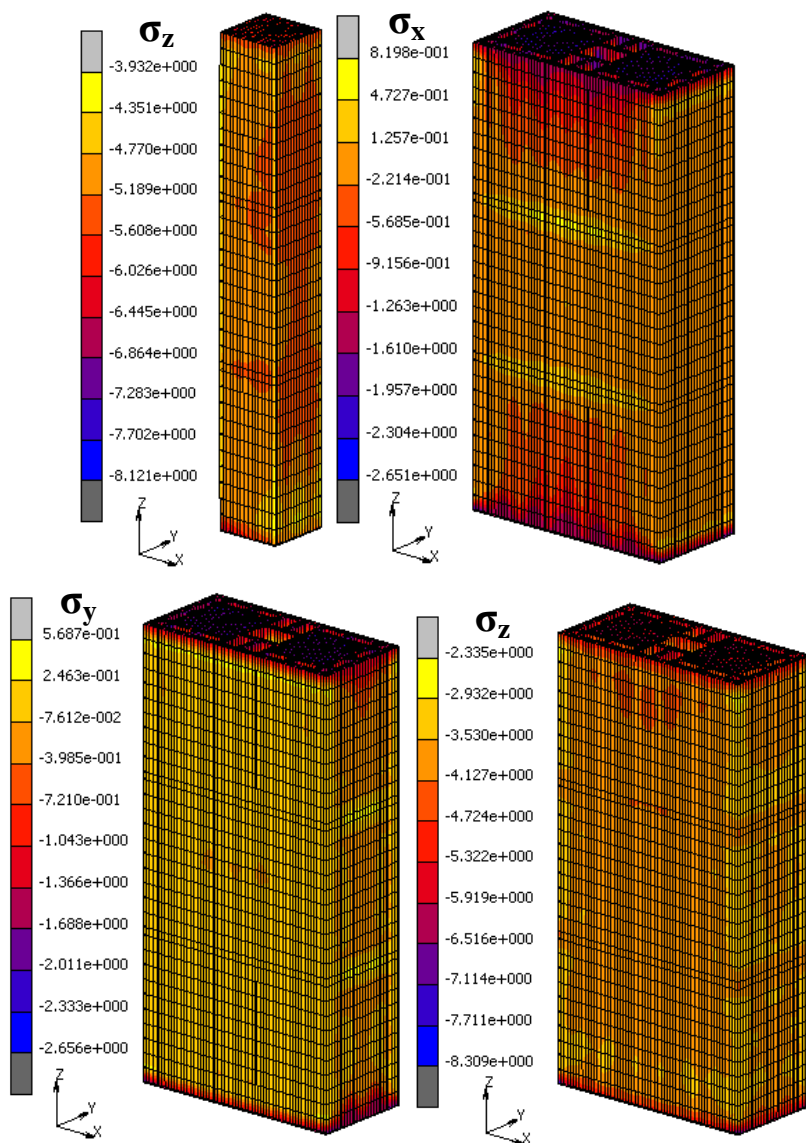 σz
-3.932e+000
-4.351e+000
-4.770e+000
-5.189e+000
-5.608e+000
-6.026e+000
-6.445e+000
-6.864e+000
-7.283e+000
-7.702e+000
-8.121e+000
Z
Y
X
σx
8.198e-001
4.727e-001
1.257e-001
-2.214e-001
-5.685e-001
-9.156e-001
-1.263e+000
-1.610e+000
-1.957e+000
-2.304e+000
-2.651e+000
Z
Y
X
σy
5.687e-001
2.463e-001
-7.612e-002
-3.985e-001
-7.210e-001
-1.043e+000
-1.366e+000
-1.688e+000
-2.011e+000
-2.333e+000
-2.656e+000
Z
Y
X
σz
-2.335e+000
-2.932e+000
-3.530e+000
-4.127e+000
-4.724e+000
-5.322e+000
-5.919e+000
-6.516e+000
-7.114e+000
-7.711e+000
-8.309e+000
Z
Y
X